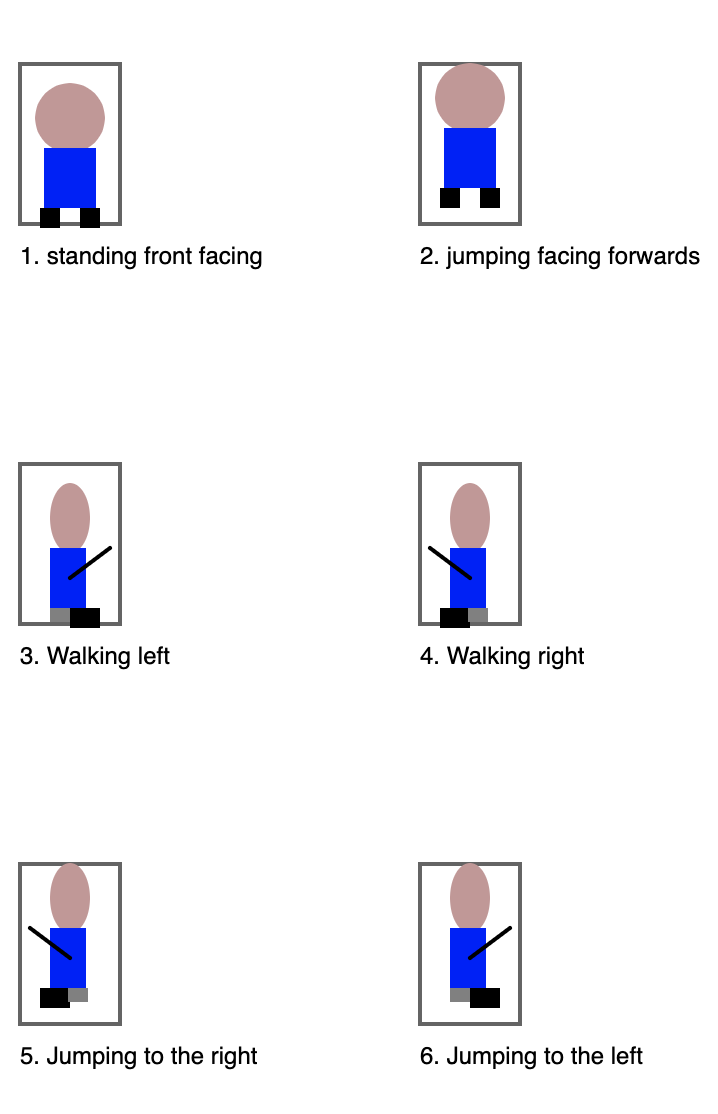 1. standing front facing
2. jumping facing forwards
3. Walking left
4. Walking right
5. Jumping to the right
6. Jumping to the left